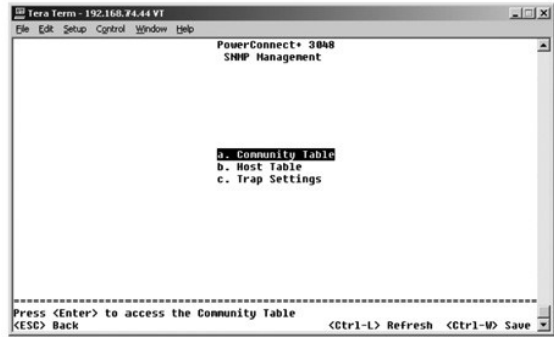 Tera Term - 192.168.74.44 VT
File Edit Setup Control Window Help
PowerConnect+ 3048
SNMP Management
a. Community Table
b. Host Table
c. Trap Settings
Press <Enter> to access the Community Table
<ESC> Back <Ctrl-L> Refresh <Ctrl-W> Save